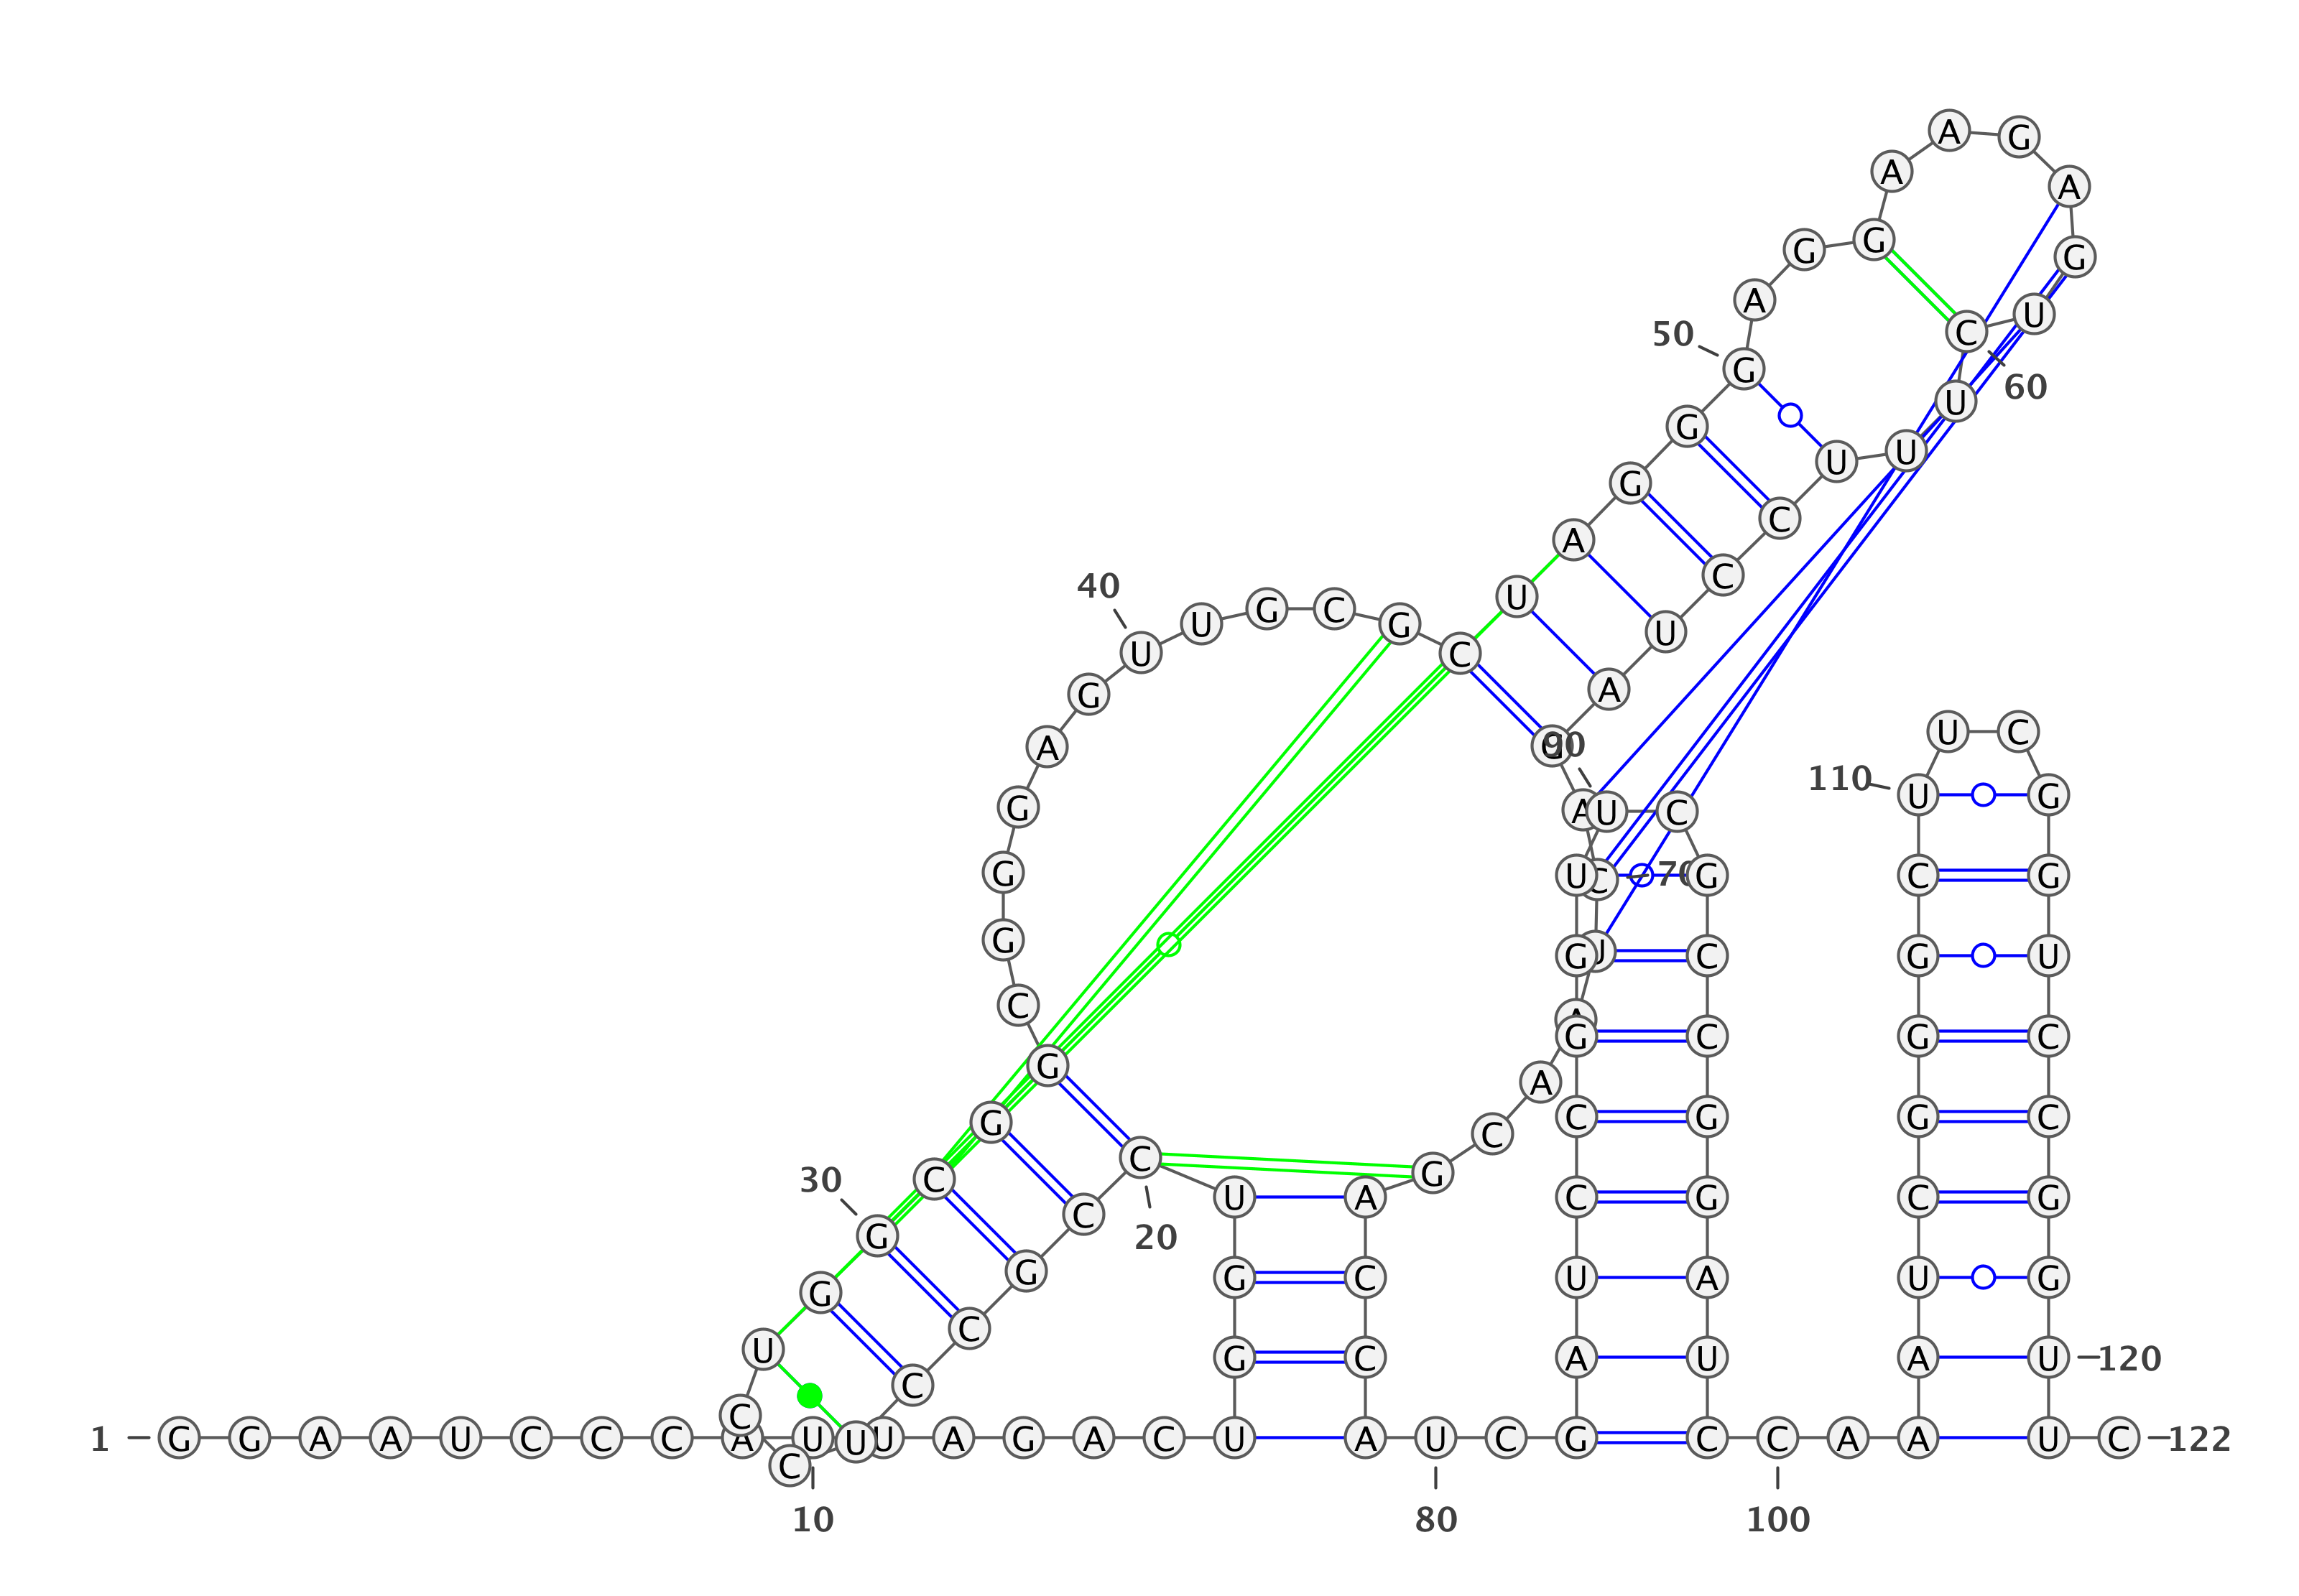 A G
A A
G G G
A U
50 C
G 60
U
G U U
G
C
A
C
40 U
U G C G
U
U C
G A
U C
A G 90
110 U G
G A U C
G U C 70 G C G
G G U C G U
C
A G C G C
G
A
G C G G C
C
C G
30 C
U A C G C G
C
G 20
G G C U A U G
G
C
U G C A U A U 120
C
C
1 G G A A U C C C A U U U A G A C U A U C G C C A A A U C 122
C
10 80 100